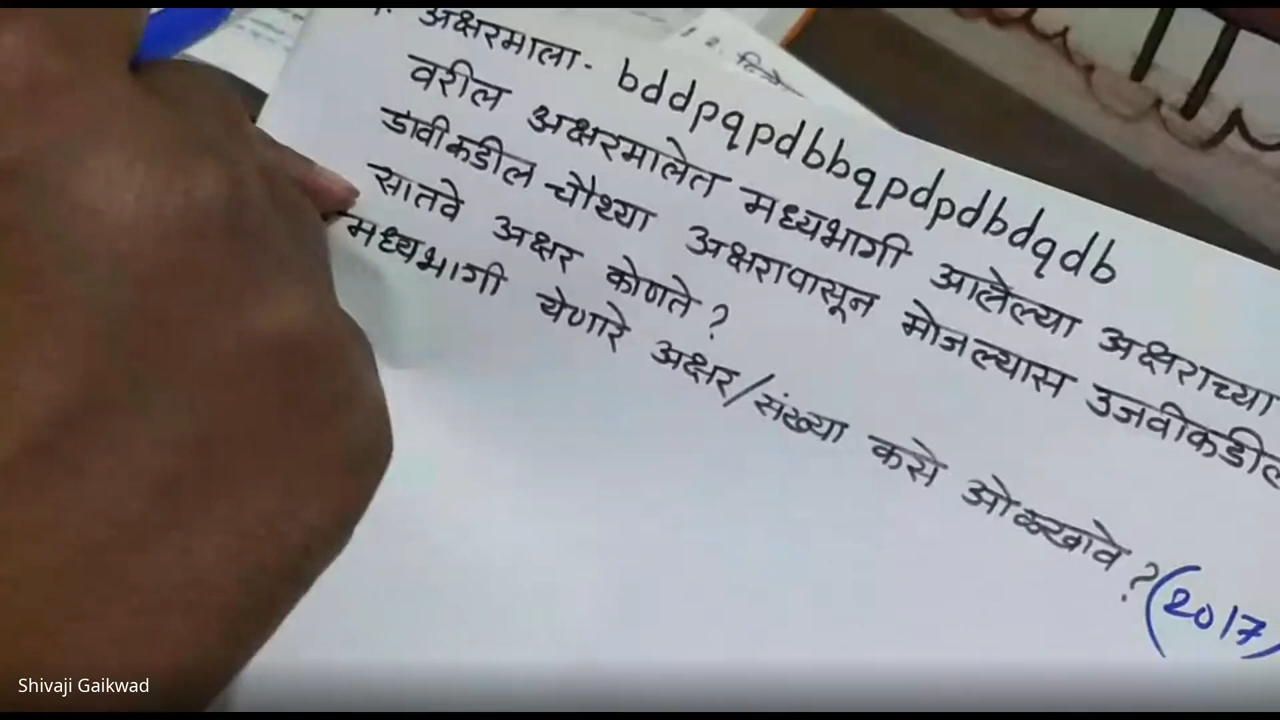 १. अक्षरमाला- bddpqpdbbqpdpdbdqdb
वरील अक्षरमालेत मध्यभागी आलेल्या अक्षराच्या
डावीकडील चौथ्या अक्षरापासून मोजल्यास उजवीकडील
सातवे अक्षर कोणते ?
मध्यभागी येणारे अक्षर/संख्या कसे ओळखावे ?
(2017)
Shivaji Gaikwad